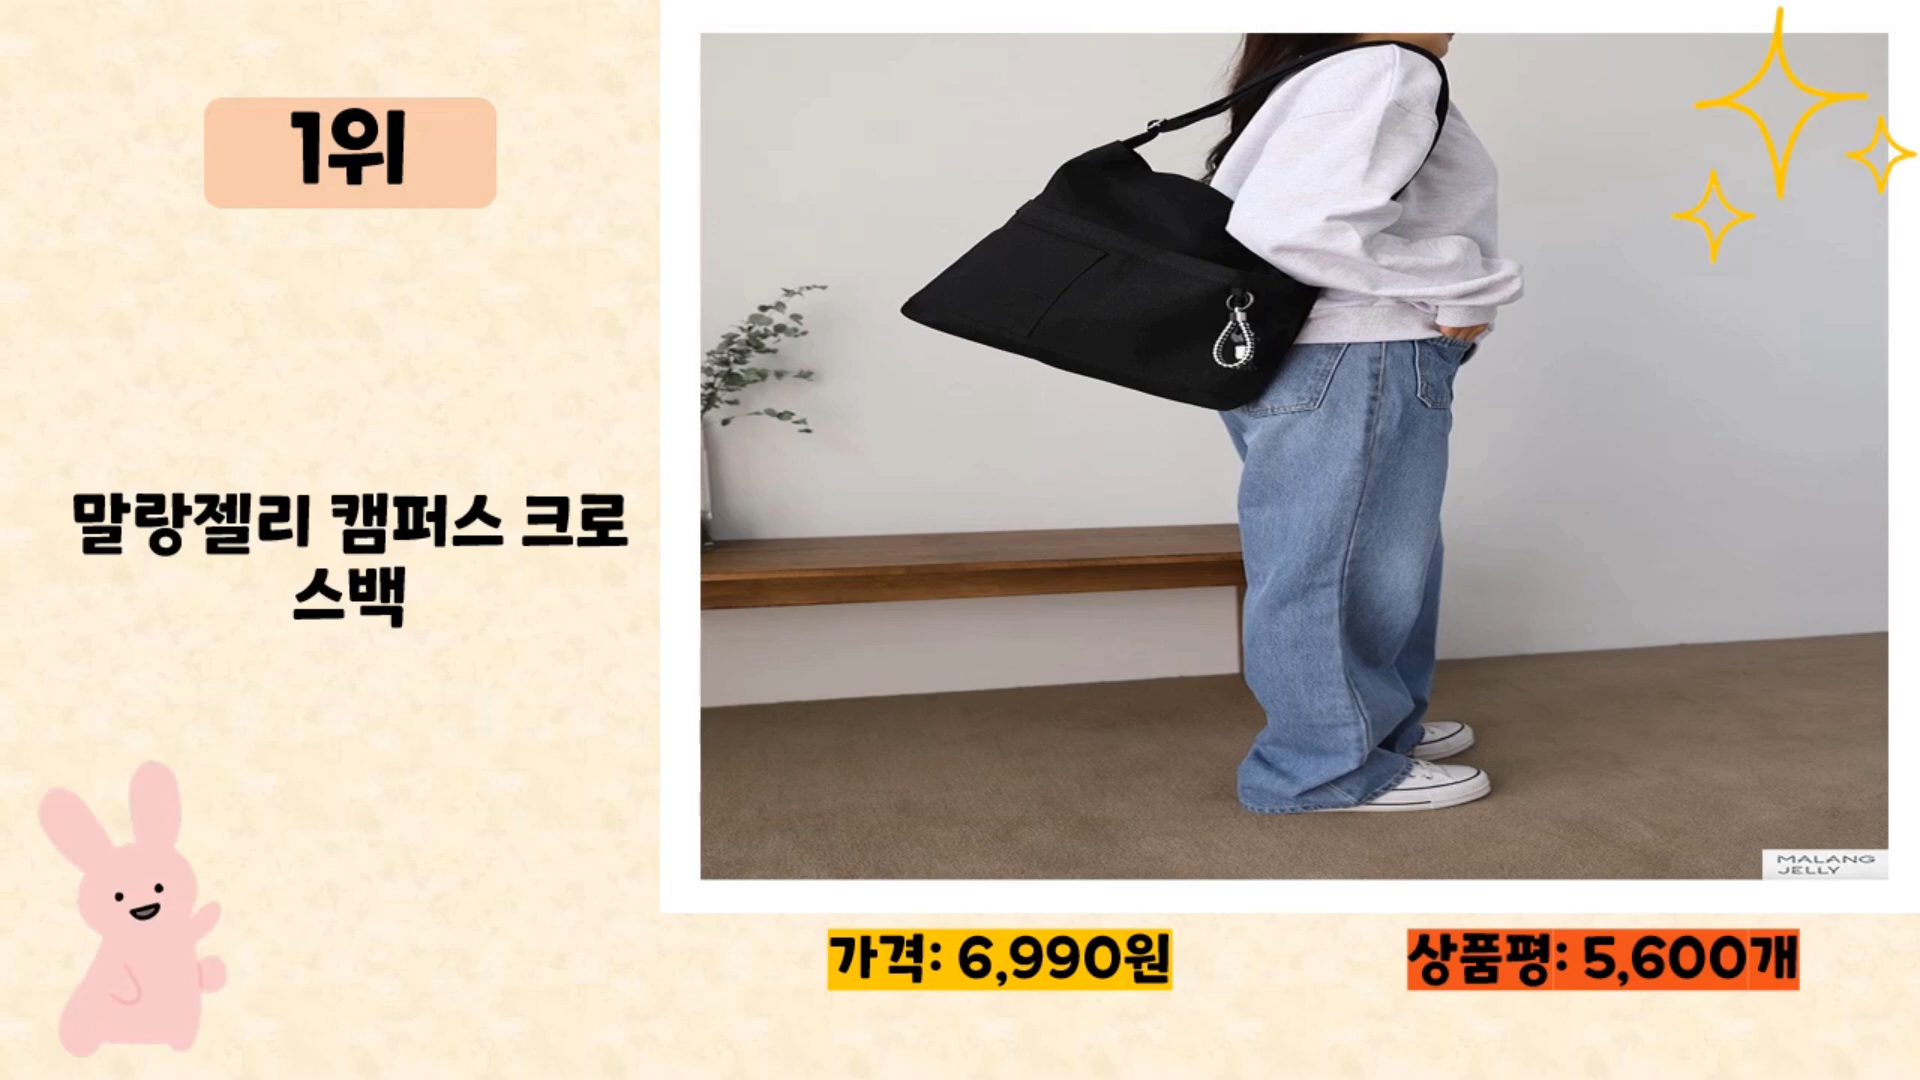 1위
말랑젤리 캠퍼스 크로
스백
MALANG
JELLY
가격: 6,990원
상품평: 5,600개